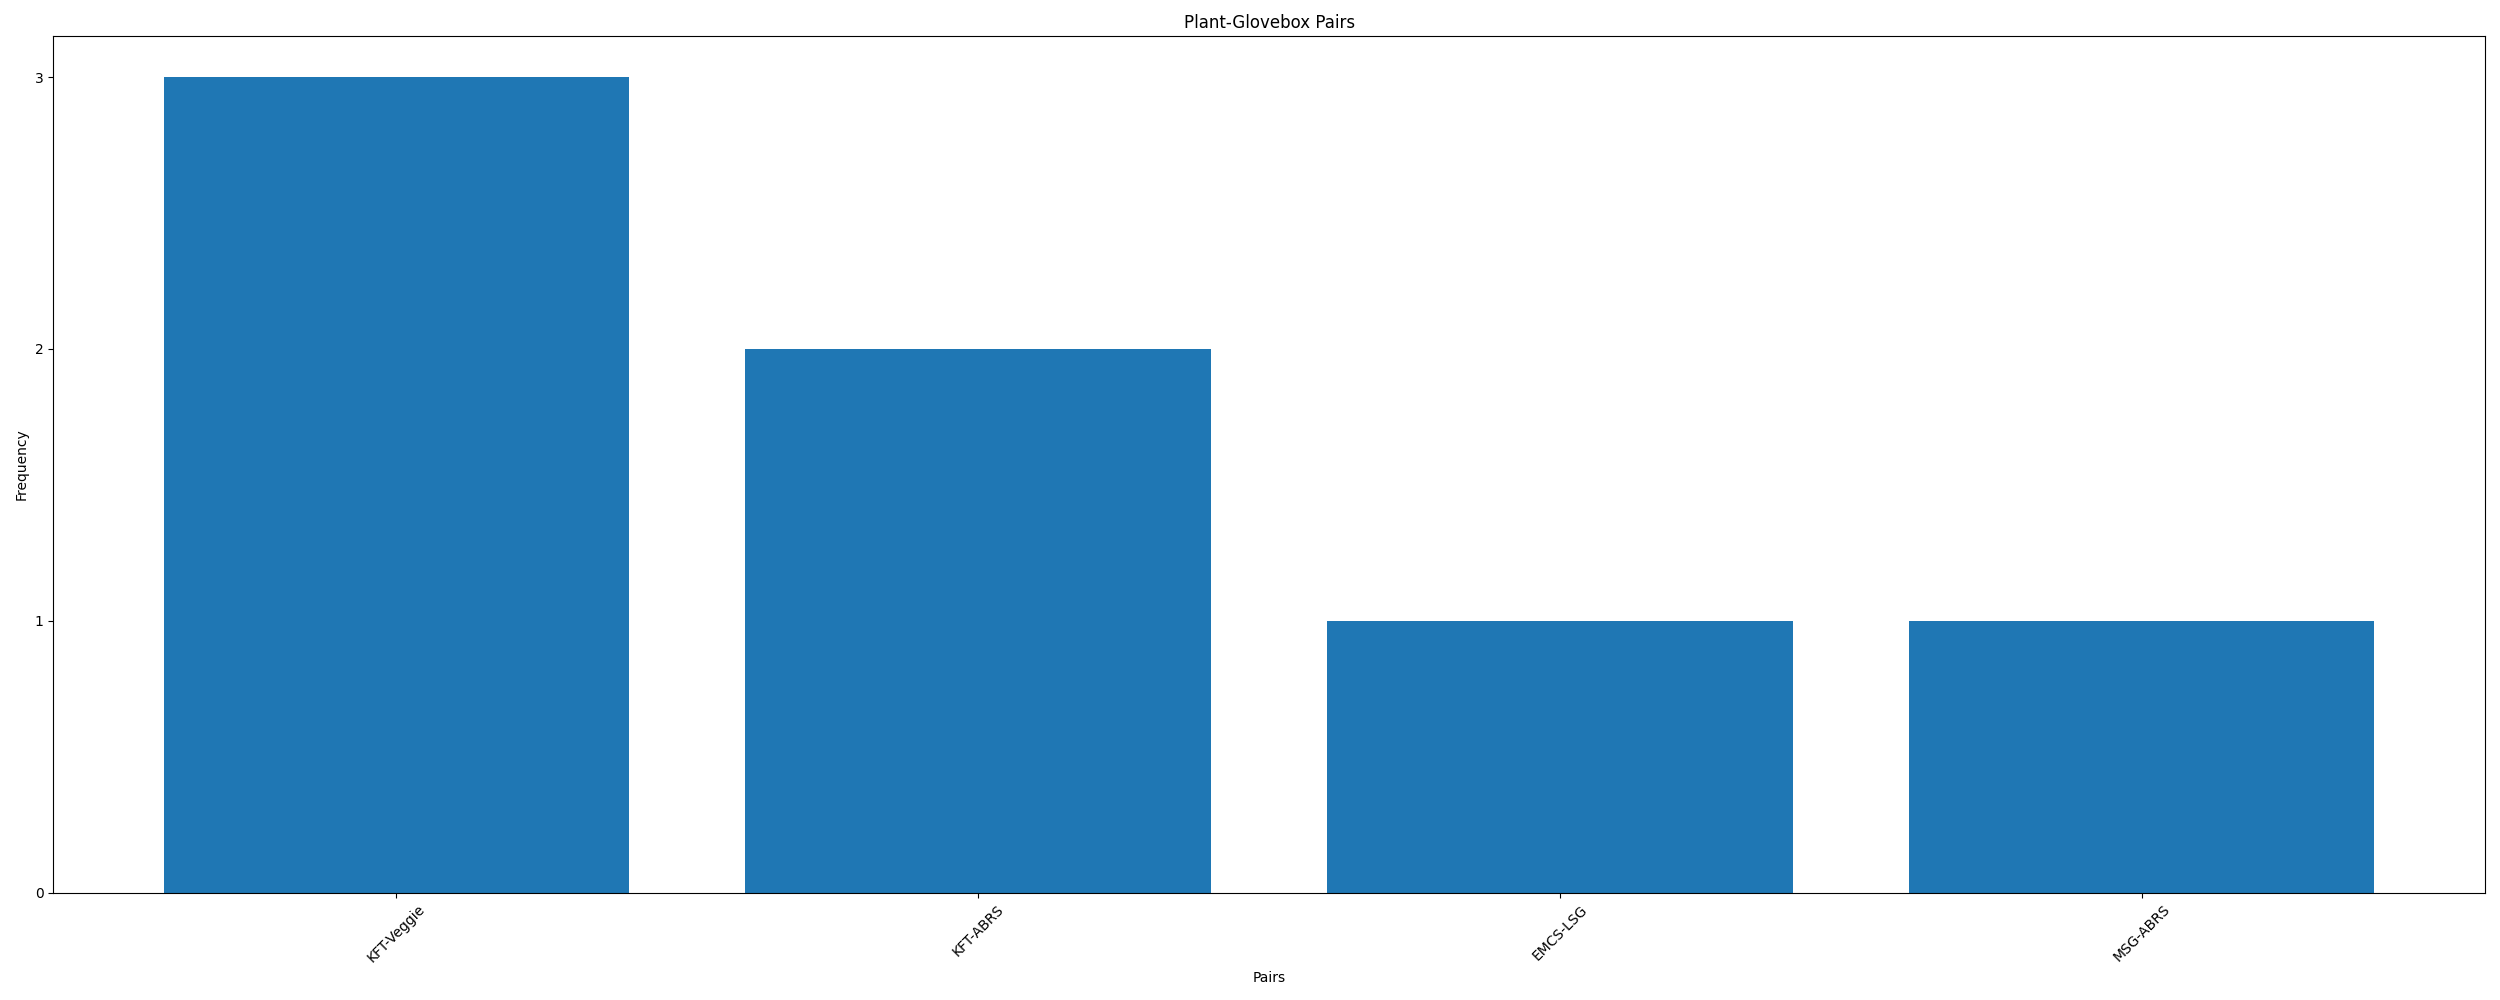 Plant-Glovebox Pairs
3
2
1
0
Frequency
KFT-Veggie
KFT-ABRS
EMCS-LSG
MSG-ABRS
Pairs